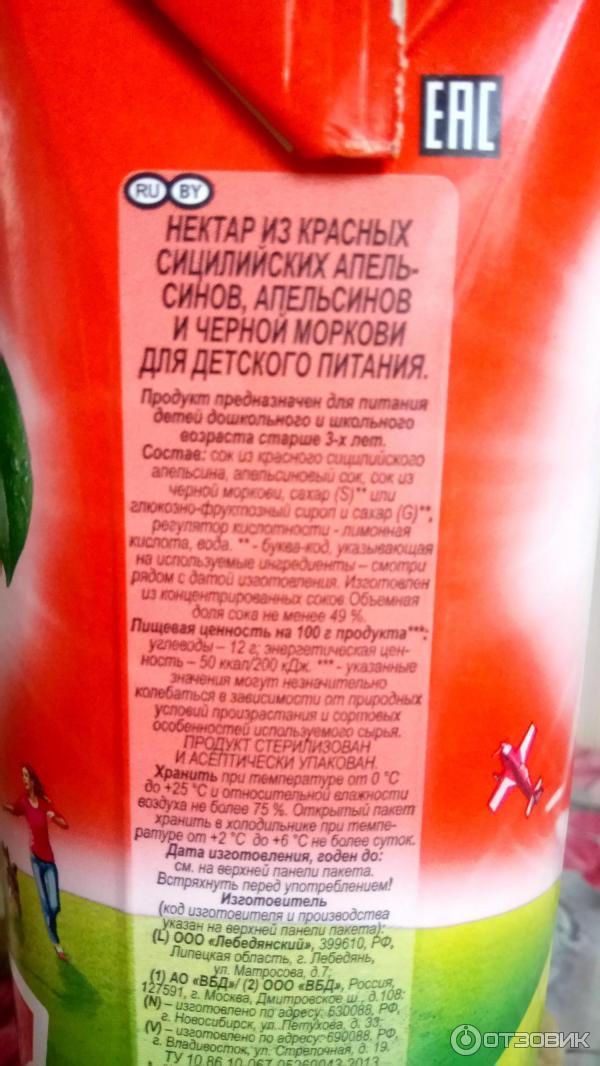 EAC
RU BY
НЕКТАР ИЗ КРАСНЫХ
СИЦИЛИЙСКИХ АПЕЛЬ-
СИНОВ, АПЕЛЬСИНОВ
И ЧЕРНОЙ МОРКОВИ
ДЛЯ ДЕТСКОГО ПИТАНИЯ.
Продукт предназначен для питания
детей дошкольного и школьного
возраста старше 3-х лет.
Состав: сок из красного сицилийского
апельсина, апельсиновый сок, сок из
черной моркови, сахар (S)** или
глюкозно-фруктозный сироп и сахар (G)**,
регулятор кислотности - лимонная
кислота, вода. ** - буква-код, указывающая
на используемые ингредиенты – смотри
рядом с датой изготовления. Изготовлен
из концентрированных соков. Объемная
доля сока не менее 49 %.
Пищевая ценность на 100 г продукта***:
углеводы – 12 г; энергетическая цен-
ность – 50 ккал/200 кДж. *** - указанные
значения могут незначительно
колебаться в зависимости от природных
условий произрастания и сортовых
особенностей используемого сырья.
ПРОДУКТ СТЕРИЛИЗОВАН
И АСЕПТИЧЕСКИ УПАКОВАН.
Хранить при температуре от 0 °С
до +25 °С и относительной влажности
воздуха не более 75 %. Открытый пакет
хранить в холодильнике при темпе-
ратуре от +2 °С до +6 °С не более суток.
Дата изготовления, годен до:
см. на верхней панели пакета.
Встряхнуть перед употреблением!
Изготовитель
(код изготовителя и производства
указан на верхней панели пакета):
(L) ООО «Лебедянский», 399610, РФ,
Липецкая область, г. Лебедянь,
ул. Матросова, д.7;
(1) АО «ВБД»/ (2) ООО «ВБД», Россия,
127591, г. Москва, Дмитровское ш., д.108;
(N) – изготовлено по адресу: 630088, РФ,
г. Новосибирск, ул. Петухова, д. 33;
(V) – изготовлено по адресу: 690088, РФ,
г. Владивосток, ул. Стрелочная, д. 19.
ТУ 10.86.10-067-05268943-2013
ОТЗОВИК